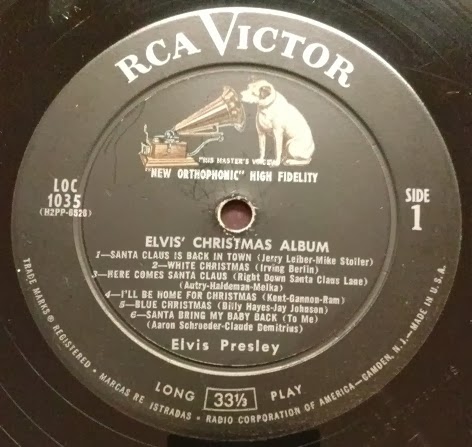 RCA VICTOR
"HIS MASTER'S VOICE"
"NEW ORTHOPHONIC" HIGH FIDELITY
LOC
1035
(H2PP-6528)
SIDE
1
ELVIS' CHRISTMAS ALBUM
1—SANTA CLAUS IS BACK IN TOWN (Jerry Leiber-Mike Stoller)
2—WHITE CHRISTMAS (Irving Berlin)
3—HERE COMES SANTA CLAUS (Right Down Santa Claus Lane)
(Autry-Haldeman-Melka)
4—I'LL BE HOME FOR CHRISTMAS (Kent-Gannon-Ram)
5—BLUE CHRISTMAS (Billy Hayes-Jay Johnson)
6—SANTA BRING MY BABY BACK (To Me)
(Aaron Schroeder-Claude Demitrius)
Elvis Presley
LONG 33⅓ PLAY
TRADE MARKS ® REGISTERED • MARCAS RE ISTRADAS • RADIO CORPORATION OF AMERICA—CAMDEN, N.J.—MADE IN U.S.A.